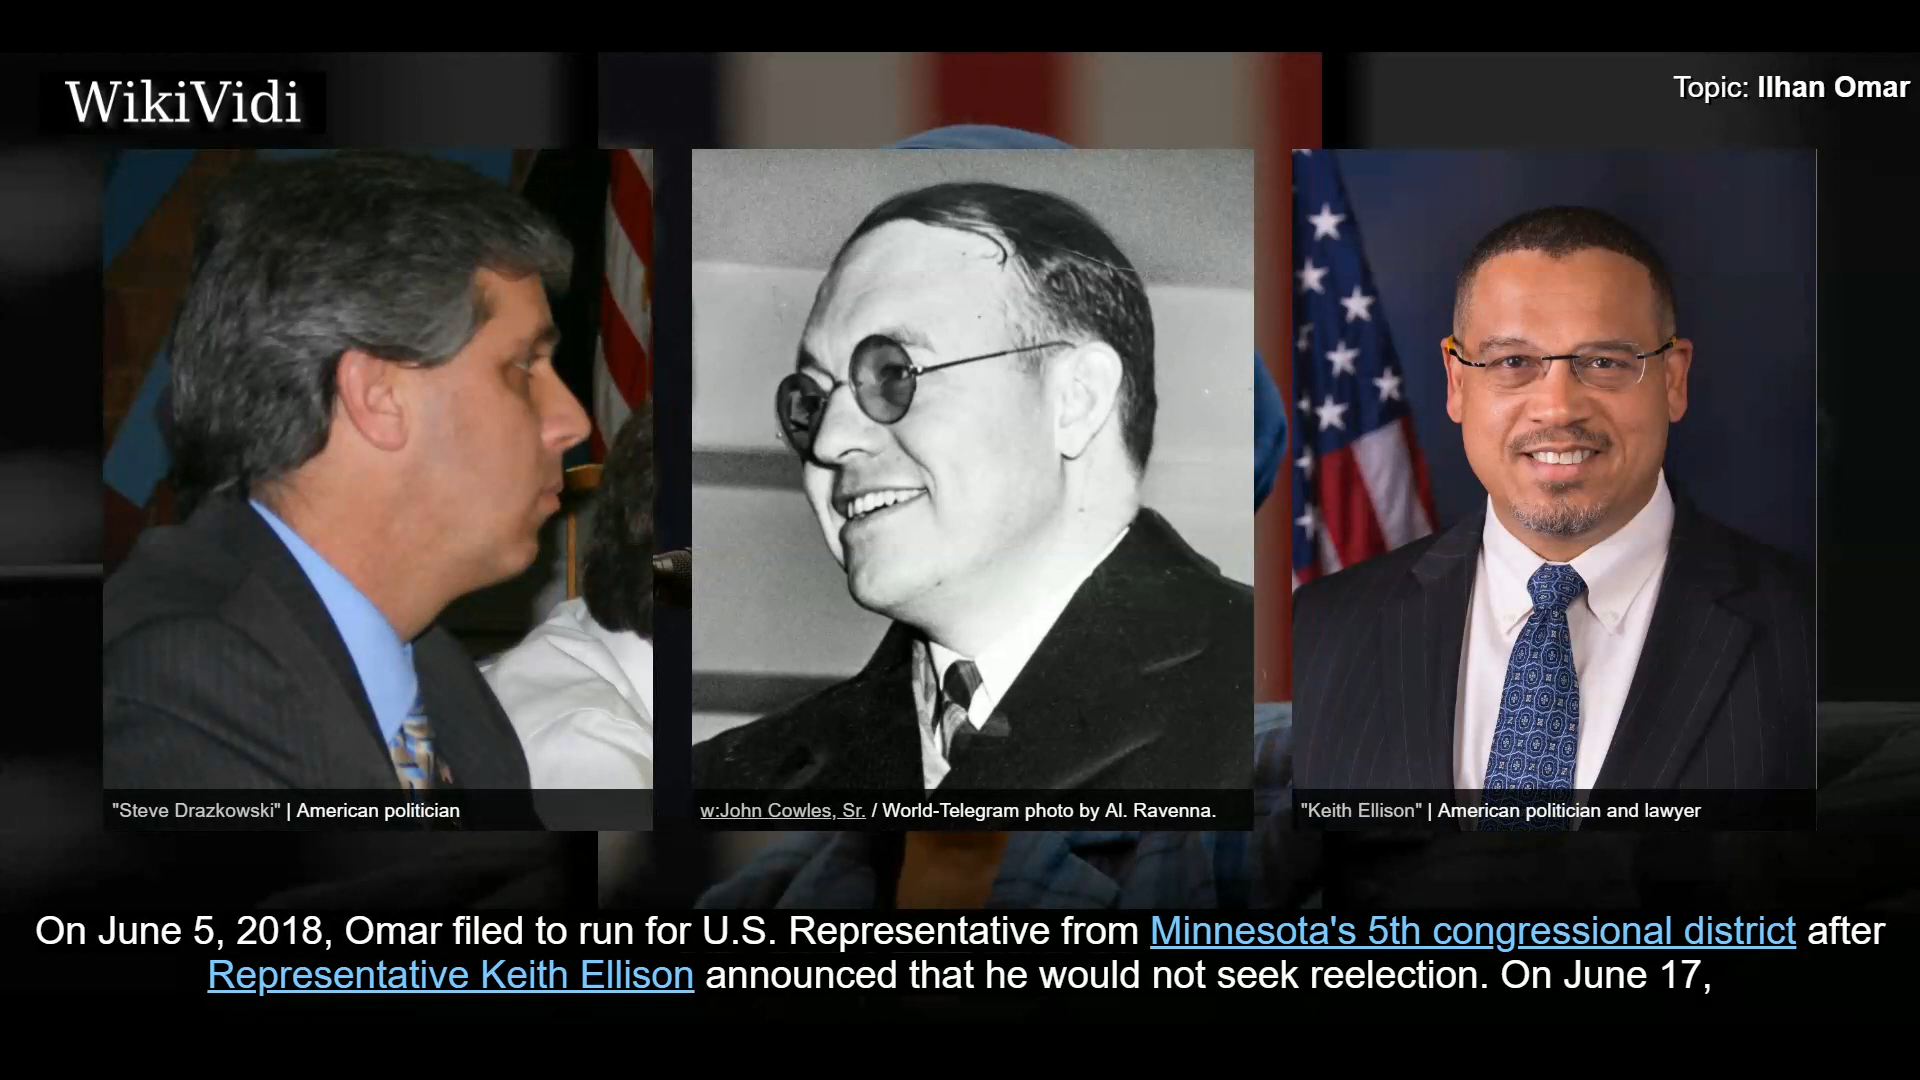 WikiVidi
Topic: Ilhan Omar
"Steve Drazkowski" | American politician
w:John Cowles, Sr. / World-Telegram photo by Al. Ravenna.
"Keith Ellison" | American politician and lawyer
On June 5, 2018, Omar filed to run for U.S. Representative from Minnesota's 5th congressional district after
Representative Keith Ellison announced that he would not seek reelection. On June 17,